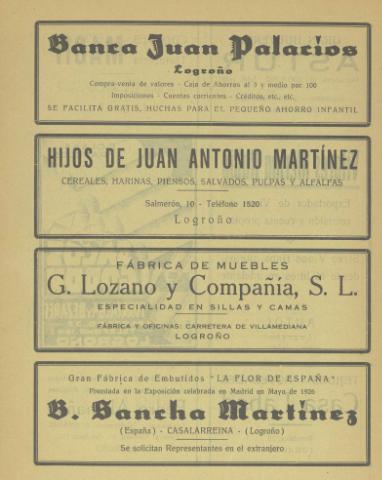 Banca Juan Palacios
Logroño
Compra-venta de valores - Caja de Ahorros al 3 y medio por 100
Imposiciones - Cuentas corrientes - Créditos, etc., etc.
SE FACILITA GRATIS, HUCHAS PARA EL PEQUEÑO AHORRO INFANTIL
HIJOS DE JUAN ANTONIO MARTÍNEZ
CEREALES, HARINAS, PIENSOS, SALVADOS, PULPAS Y ALFALFAS
Salmerón, 10 - Teléfono 1520
Logroño
FÁBRICA DE MUEBLES
G. Lozano y Compañía, S. L.
ESPECIALIDAD EN SILLAS Y CAMAS
FÁBRICA Y OFICINAS: CARRETERA DE VILLAMEDIANA
LOGROÑO
Gran Fábrica de Embutidos "LA FLOR DE ESPAÑA"
Premiada en la Exposición celebrada en Madrid en Mayo de 1926
B. Sancha Martínez
(España) - CASALARREINA - (Logroño)
Se solicitan Representantes en el extranjero